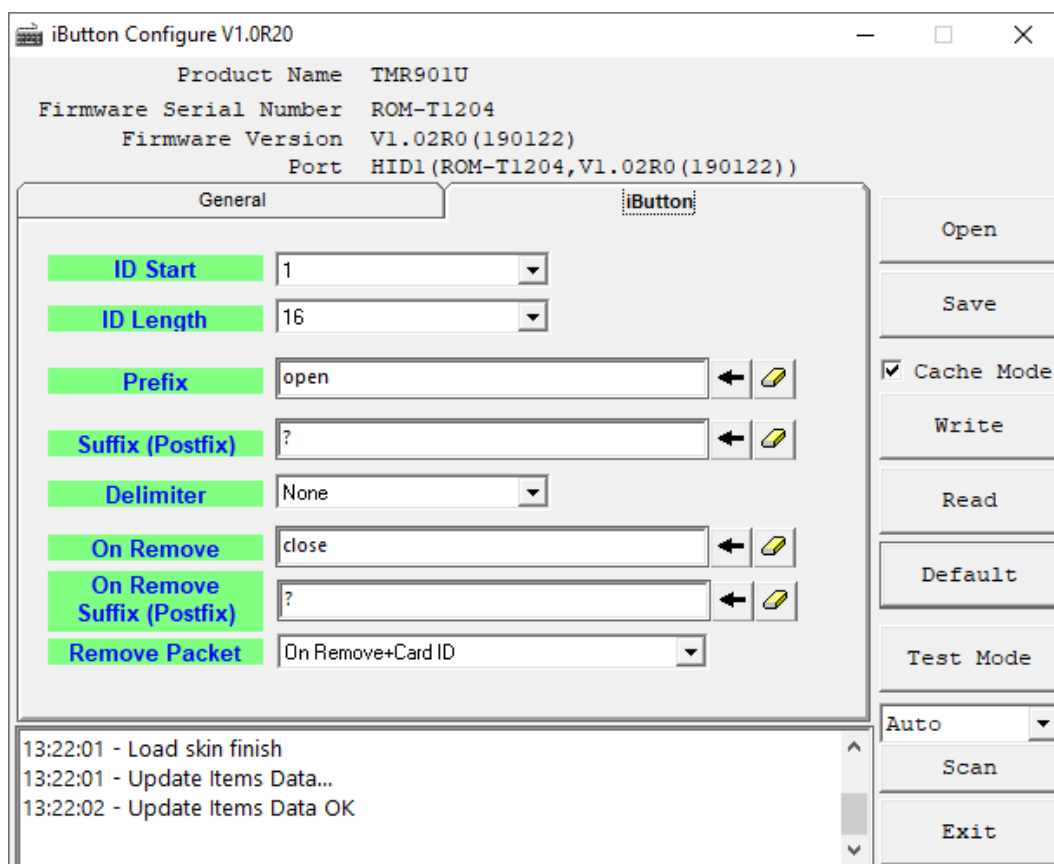 iButton Configure V1.0R20
Product Name TMR901U
Firmware Serial Number ROM-T1204
Firmware Version V1.02R0(190122)
Port HID1(ROM-T1204,V1.02R0(190122))
General iButton
ID Start 1
ID Length 16
Prefix open
Suffix (Postfix) ?
Delimiter None
On Remove close
On Remove
Suffix (Postfix) ?
Remove Packet On Remove+Card ID
Open
Save
Cache Mode
Write
Read
Default
Test Mode
Auto
Scan
Exit
13:22:01 - Load skin finish
13:22:01 - Update Items Data...
13:22:02 - Update Items Data OK